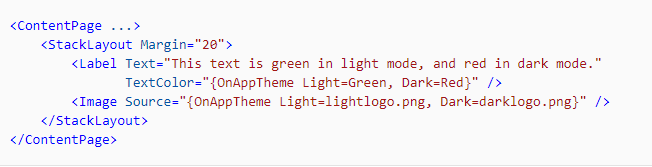 <ContentPage ...>
    <StackLayout Margin="20">
        <Label Text="This text is green in light mode, and red in dark mode."
               TextColor="{OnAppTheme Light=Green, Dark=Red}" />
        <Image Source="{OnAppTheme Light=lightlogo.png, Dark=darklogo.png}" />
    </StackLayout>
</ContentPage>